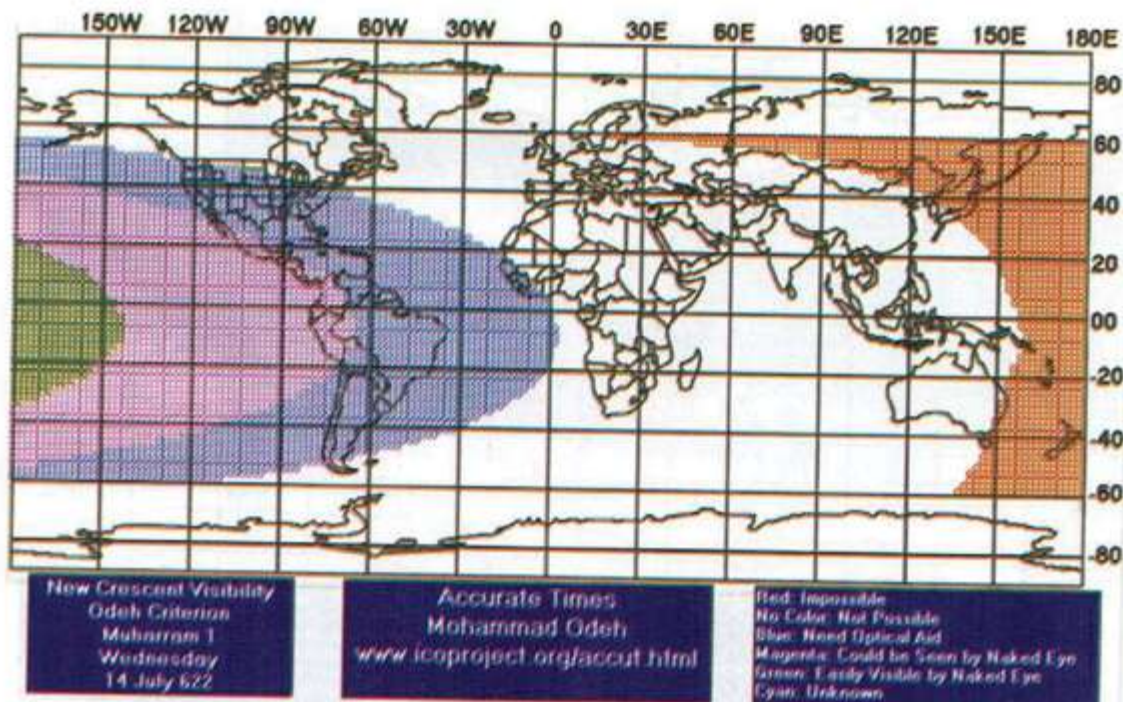 150W 120W 90W 60W 30W 0 30E 60E 90E 120E 150E 180E
80
60
40
20
00
-20
-40
-60
-80
New Crescent Visibility
Odeh Criterion
Muharram 1
Wednesday
14 July 622
Accurate Times
Mohammad Odeh
www.icoproject.org/accut.html
Red: Impossible
No Color: Not Possible
Blue: Need Optical Aid
Magenta: Could be Seen by Naked Eye
Green: Easily Visible by Naked Eye
Cyan: Unknown